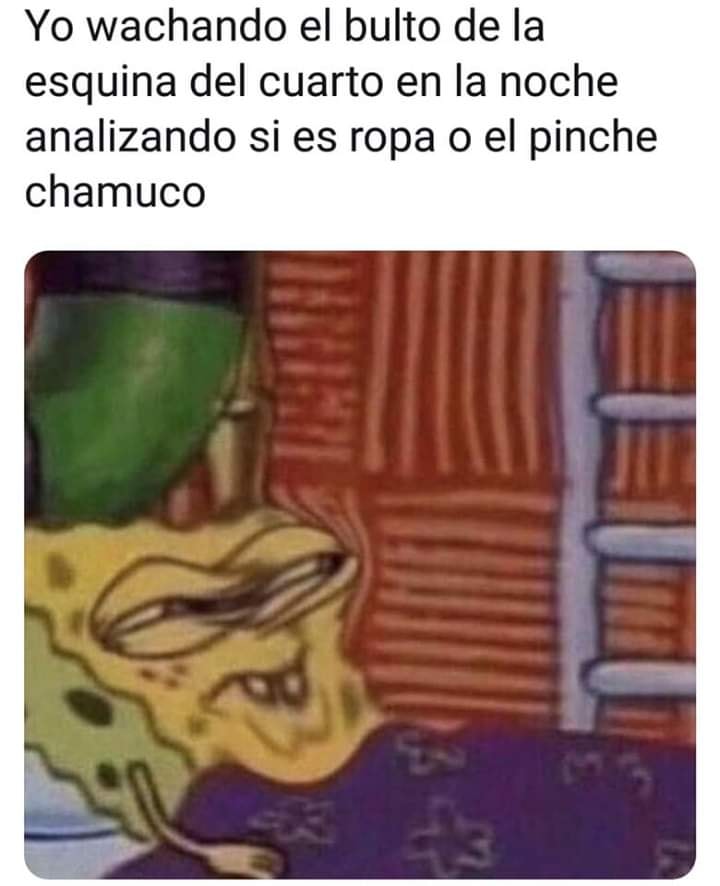 Yo wachando el bulto de la
esquina del cuarto en la noche
analizando si es ropa o el pinche
chamuco